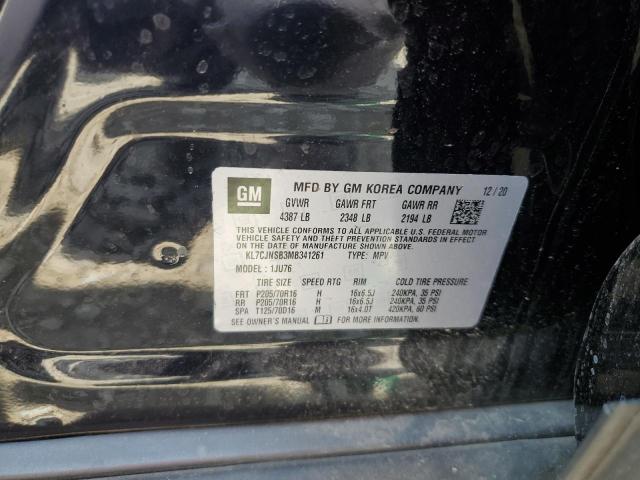 GM
MFD BY GM KOREA COMPANY 12/20
GVWR GAWR FRT GAWR RR
4387 LB 2348 LB 2194 LB
THIS VEHICLE CONFORMS TO ALL APPLICABLE U.S. FEDERAL MOTOR
VEHICLE SAFETY AND THEFT PREVENTION STANDARDS IN EFFECT ON
THE DATE OF MANUFACTURE SHOWN ABOVE.
KL7CJNSB3MB341261 TYPE: MPV
MODEL: 1JU76
TIRE SIZE SPEED RTG RIM COLD TIRE PRESSURE
FRT P205/70R16 H 16x6.5J 240KPA, 35 PSI
RR P205/70R16 H 16x6.5J 240KPA, 35 PSI
SPA T125/70D16 M 16x4.0T 420KPA, 60 PSI
SEE OWNER'S MANUAL FOR MORE INFORMATION.